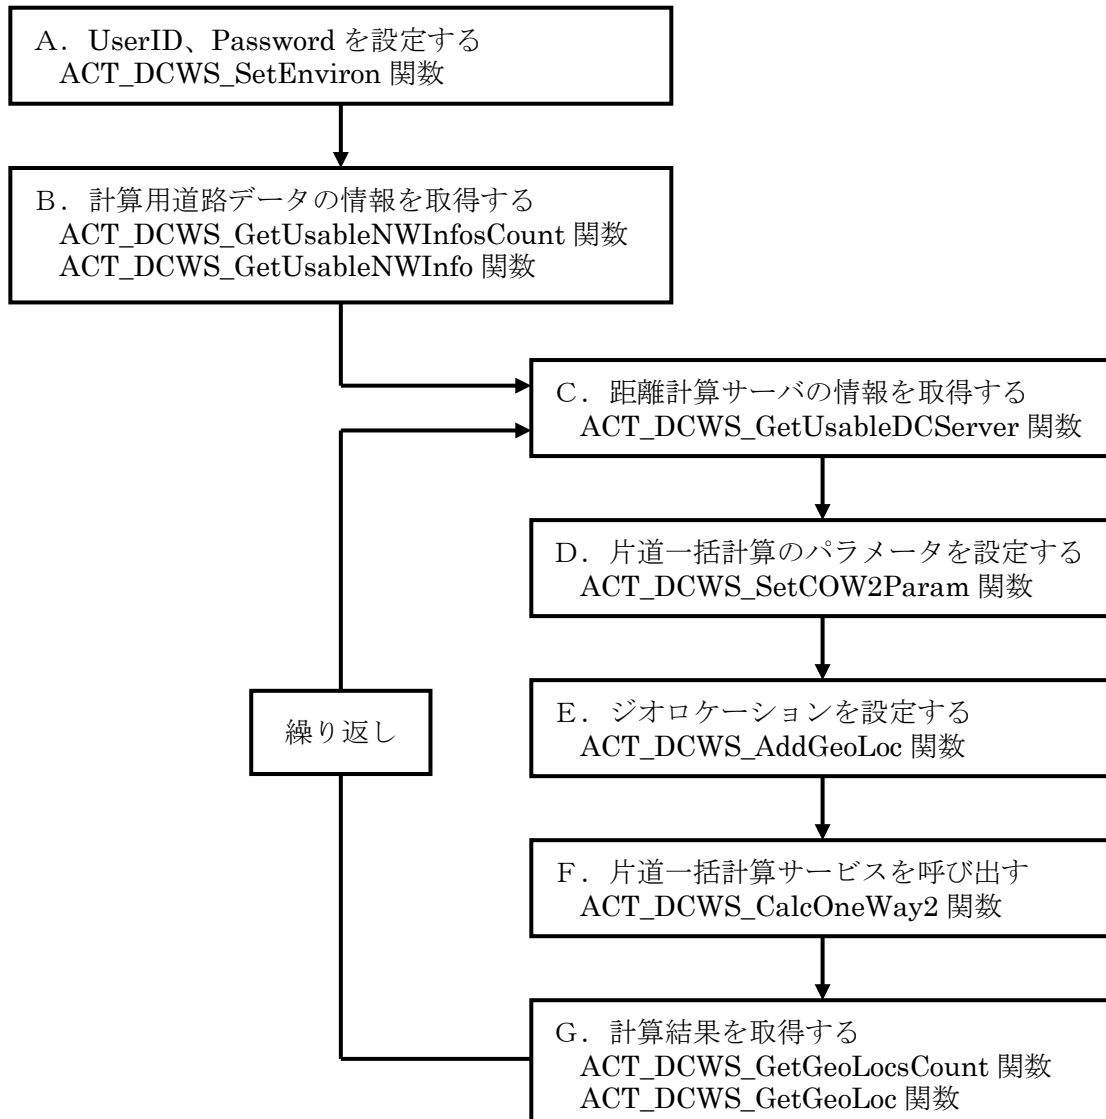 Ａ．UserID、Password を設定する
ACT_DCWS_SetEnviron 関数
Ｂ．計算用道路データの情報を取得する
ACT_DCWS_GetUsableNWInfosCount 関数
ACT_DCWS_GetUsableNWInfo 関数
Ｃ．距離計算サーバの情報を取得する
ACT_DCWS_GetUsableDCServer 関数
Ｄ．片道一括計算のパラメータを設定する
ACT_DCWS_SetCOW2Param 関数
Ｅ．ジオロケーションを設定する
ACT_DCWS_AddGeoLoc 関数
繰り返し
Ｆ．片道一括計算サービスを呼び出す
ACT_DCWS_CalcOneWay2 関数
Ｇ．計算結果を取得する
ACT_DCWS_GetGeoLocsCount 関数
ACT_DCWS_GetGeoLoc 関数